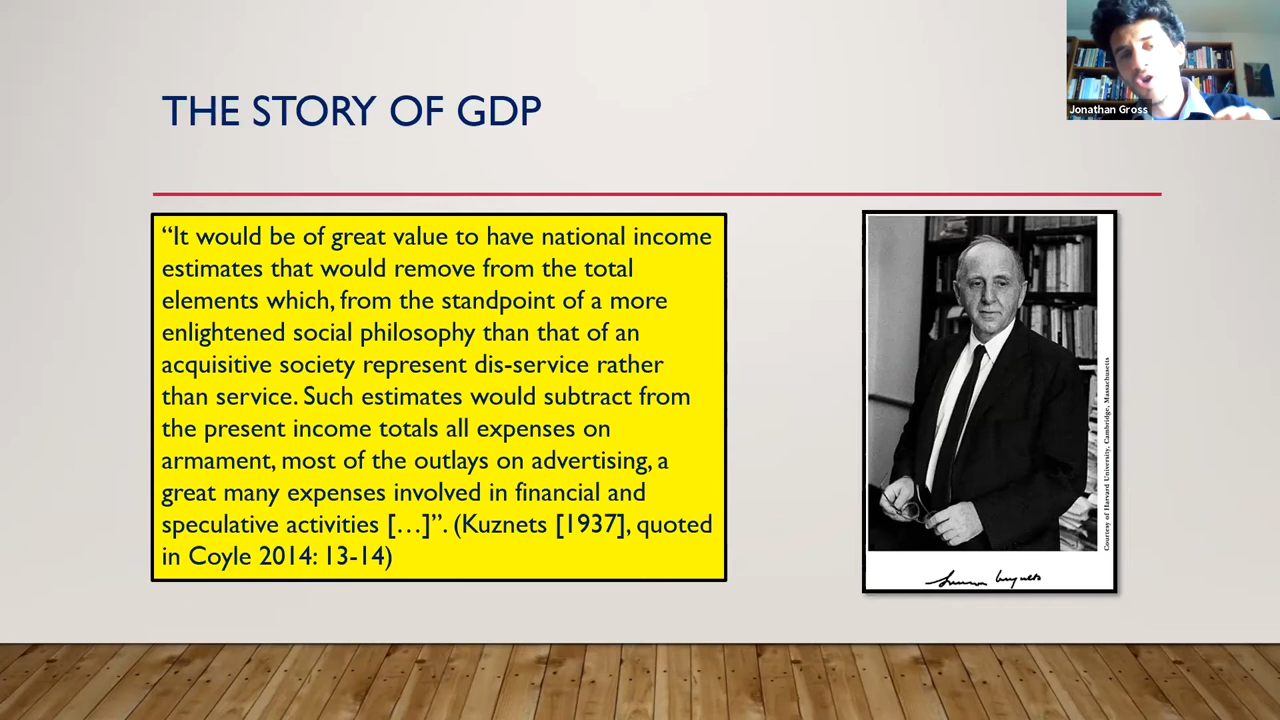 THE STORY OF GDP
Jonathan Gross
“It would be of great value to have national income
estimates that would remove from the total
elements which, from the standpoint of a more
enlightened social philosophy than that of an
acquisitive society represent dis-service rather
than service. Such estimates would subtract from
the present income totals all expenses on
armament, most of the outlays on advertising, a
great many expenses involved in financial and
speculative activities […]”. (Kuznets [1937], quoted
in Coyle 2014: 13-14)
Courtesy of Harvard University, Cambridge, Massachusetts